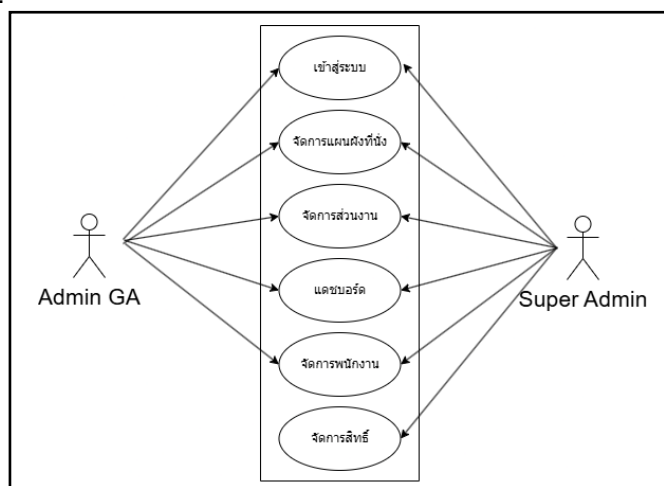 เข้าสู่ระบบ
จัดการแผนผังที่นั่ง
จัดการส่วนงาน
แดชบอร์ด
จัดการพนักงาน
จัดการสิทธิ์
Admin GA
Super Admin